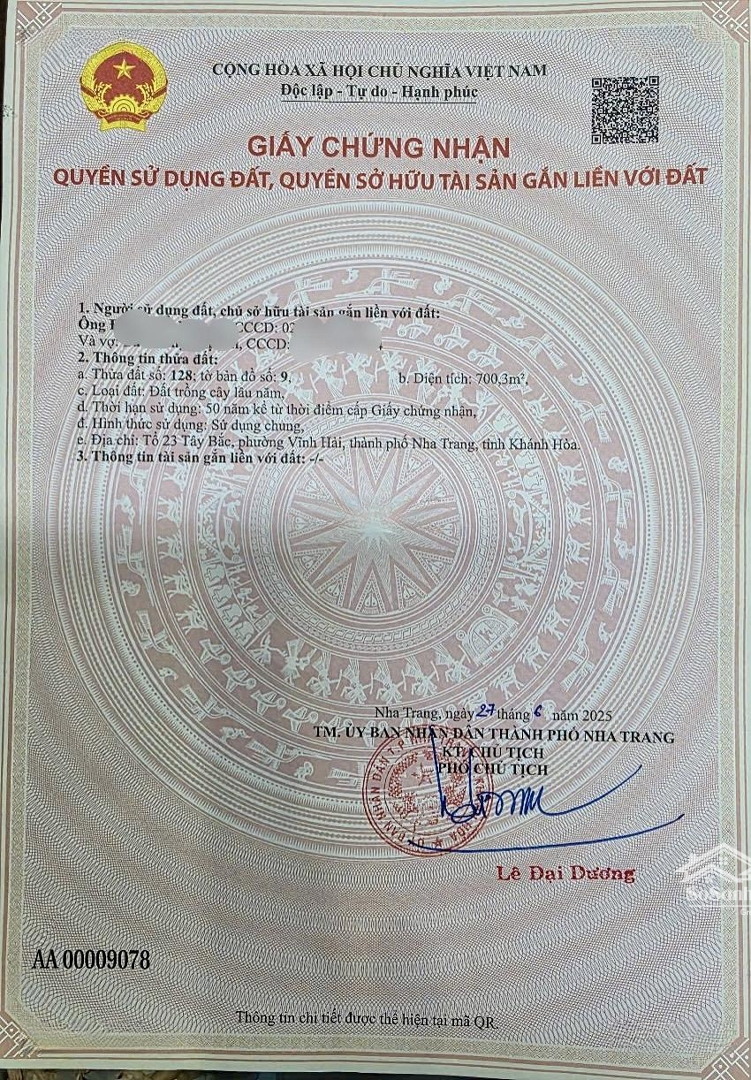 CỘNG HÒA XÃ HỘI CHỦ NGHĨA VIỆT NAM
Độc lập - Tự do - Hạnh phúc
GIẤY CHỨNG NHẬN
QUYỀN SỬ DỤNG ĐẤT, QUYỀN SỞ HỮU TÀI SẢN GẮN LIỀN VỚI ĐẤT
1. Người sử dụng đất, chủ sở hữu tài sản gắn liền với đất:
Ông CCCD:
Và vợ CCCD:
2. Thông tin thửa đất:
a. Thửa đất số: 128; tờ bản đồ số: 9, b. Diện tích: 700,3m²,
c. Loại đất: Đất trồng cây lâu năm,
d. Thời hạn sử dụng: 50 năm kể từ thời điểm cấp Giấy chứng nhận,
đ. Hình thức sử dụng: Sử dụng chung,
e. Địa chỉ: Tổ 23 Tây Bắc, phường Vĩnh Hải, thành phố Nha Trang, tỉnh Khánh Hòa.
3. Thông tin tài sản gắn liền với đất: -/-
Nha Trang, ngày 27 tháng 6 năm 2025
TM. ỦY BAN NHÂN DÂN THÀNH PHỐ NHA TRANG
KT. CHỦ TỊCH
PHÓ CHỦ TỊCH
Lê Đại Dương
AA 00009078
Thông tin chi tiết được thể hiện tại mã QR.